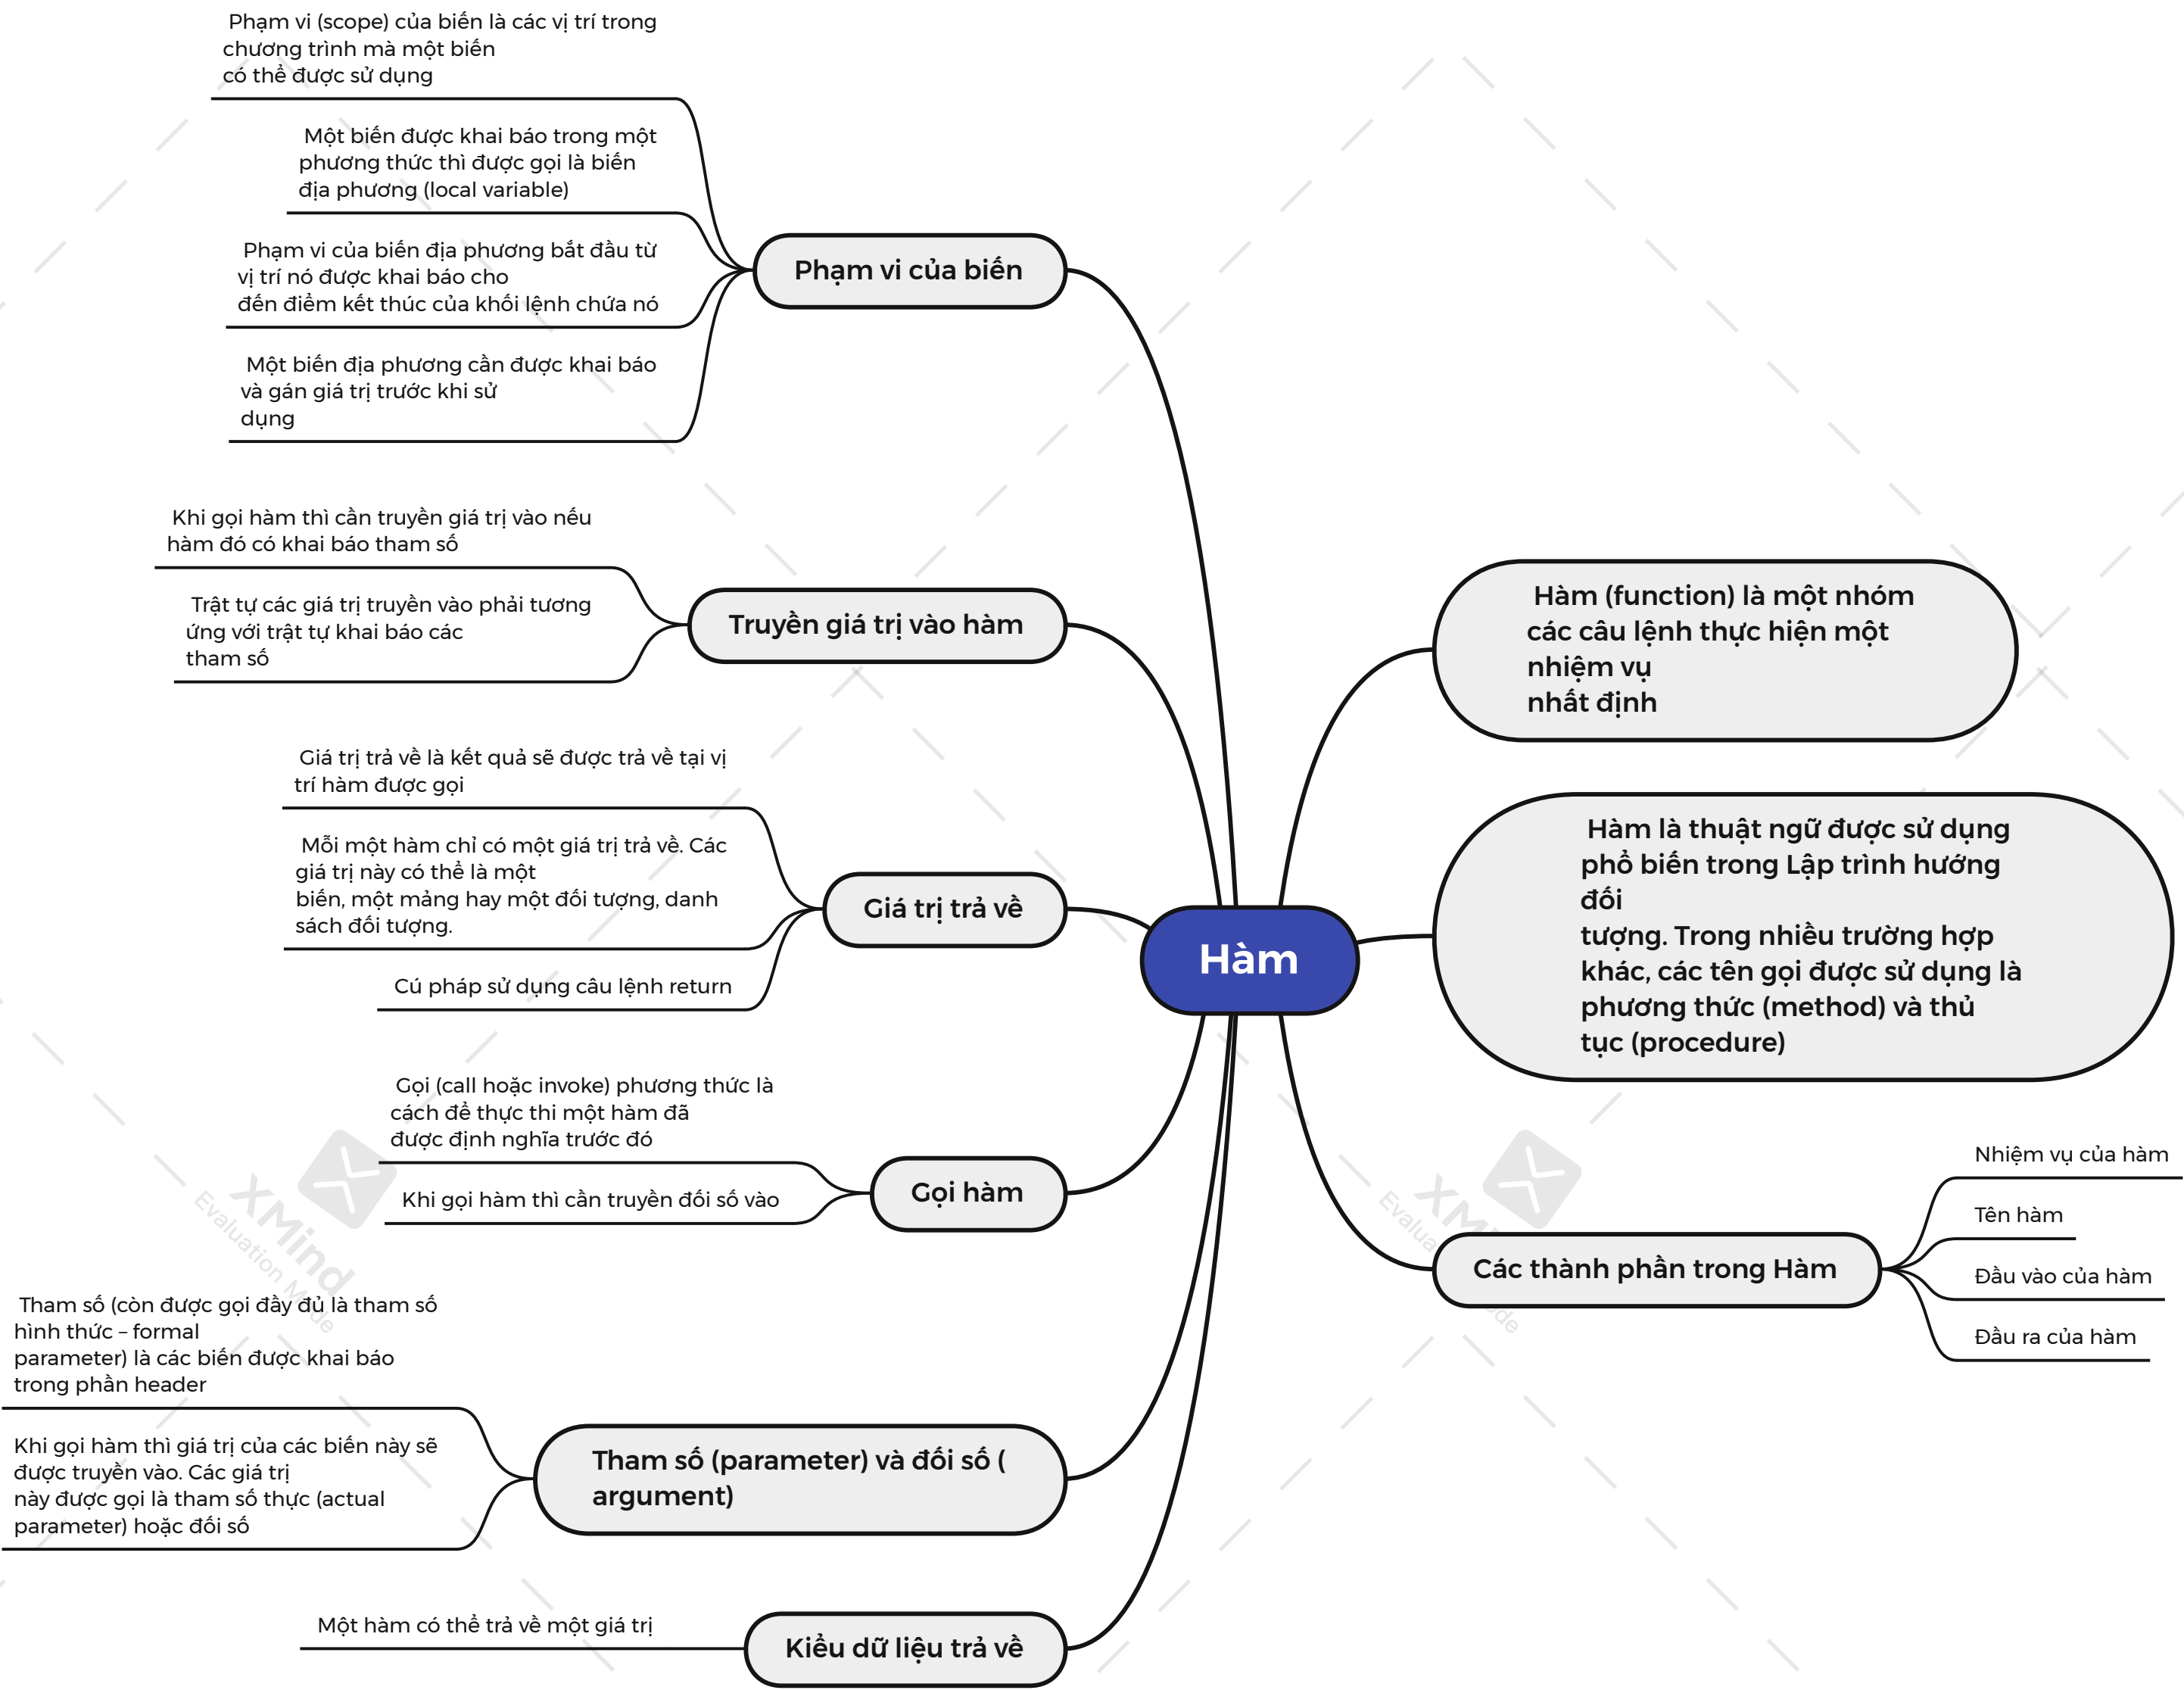 Phạm vi (scope) của biến là các vị trí trong
chương trình mà một biến
có thể được sử dụng
Một biến được khai báo trong một
phương thức thì được gọi là biến
địa phương (local variable)
Phạm vi của biến địa phương bắt đầu từ
vị trí nó được khai báo cho
đến điểm kết thúc của khối lệnh chứa nó
Một biến địa phương cần được khai báo
và gán giá trị trước khi sử
dụng
Phạm vi của biến
Khi gọi hàm thì cần truyền giá trị vào nếu
hàm đó có khai báo tham số
Trật tự các giá trị truyền vào phải tương
ứng với trật tự khai báo các
tham số
Truyền giá trị vào hàm
Giá trị trả về là kết quả sẽ được trả về tại vị
trí hàm được gọi
Mỗi một hàm chỉ có một giá trị trả về. Các
giá trị này có thể là một
biến, một mảng hay một đối tượng, danh
sách đối tượng.
Cú pháp sử dụng câu lệnh return
Giá trị trả về
Gọi (call hoặc invoke) phương thức là
cách để thực thi một hàm đã
được định nghĩa trước đó
Khi gọi hàm thì cần truyền đối số vào
Gọi hàm
Tham số (còn được gọi đầy đủ là tham số
hình thức – formal
parameter) là các biến được khai báo
trong phần header
Khi gọi hàm thì giá trị của các biến này sẽ
được truyền vào. Các giá trị
này được gọi là tham số thực (actual
parameter) hoặc đối số
Tham số (parameter) và đối số (
argument)
Một hàm có thể trả về một giá trị
Kiểu dữ liệu trả về
Hàm
Hàm (function) là một nhóm
các câu lệnh thực hiện một
nhiệm vụ
nhất định
Hàm là thuật ngữ được sử dụng
phổ biến trong Lập trình hướng
đối
tượng. Trong nhiều trường hợp
khác, các tên gọi được sử dụng là
phương thức (method) và thủ
tục (procedure)
Các thành phần trong Hàm
Nhiệm vụ của hàm
Tên hàm
Đầu vào của hàm
Đầu ra của hàm
XMind
Evaluation Mode